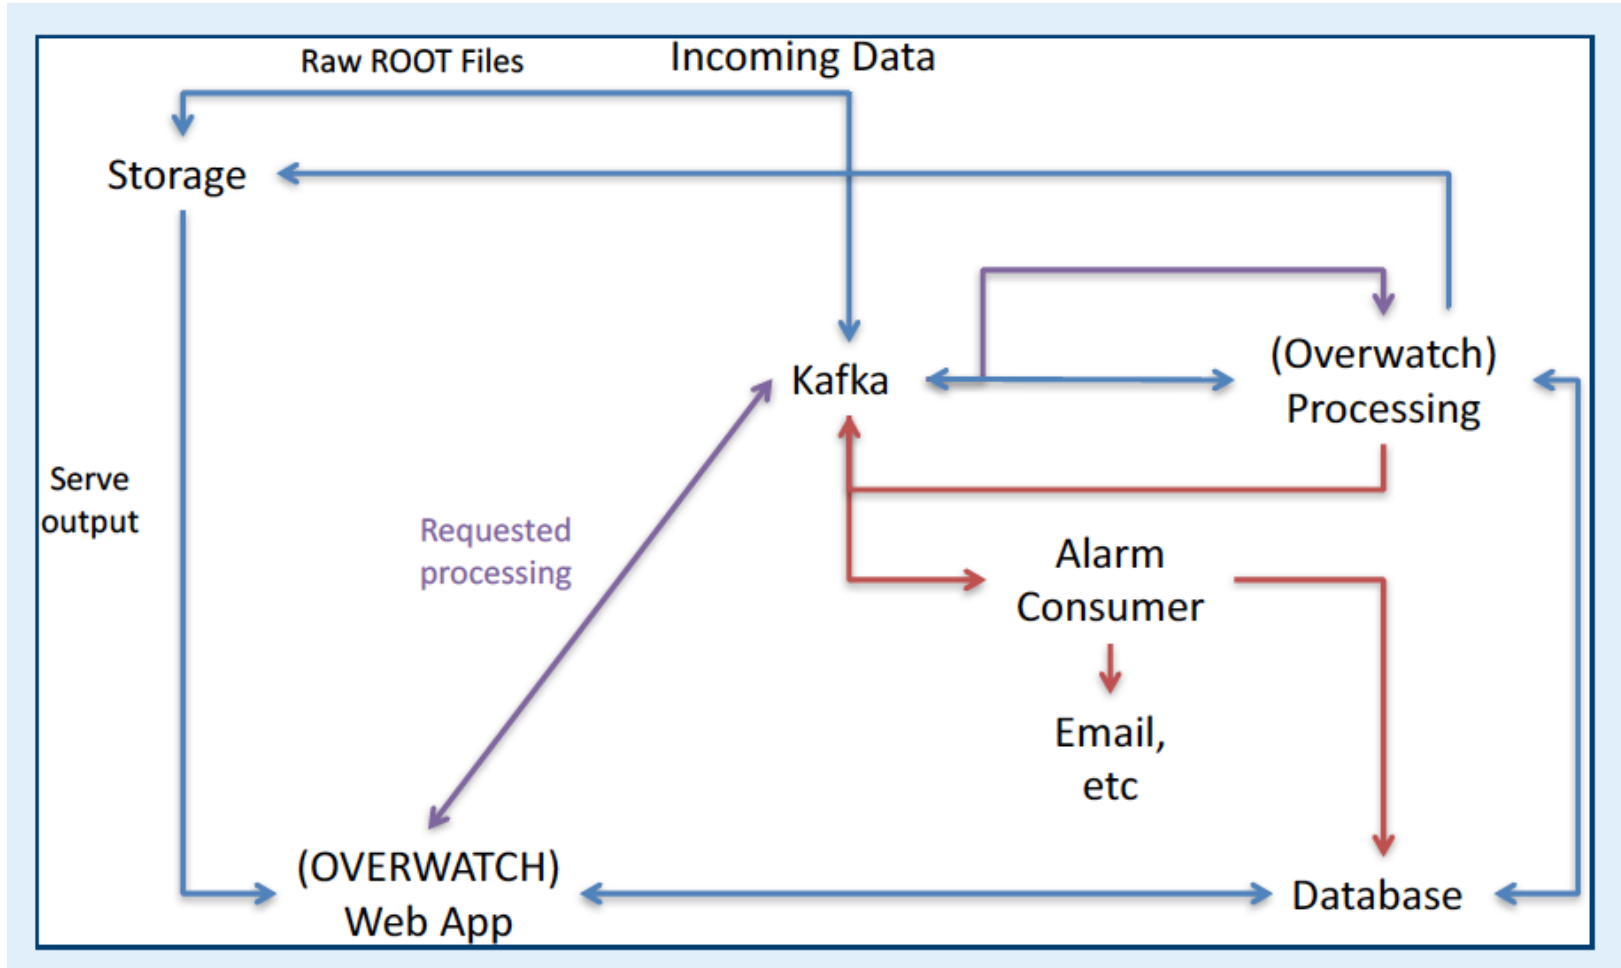 Raw ROOT Files
Incoming Data
Storage
(Overwatch)
Processing
Kafka
Serve
output
Requested
processing
Alarm
Consumer
Email,
etc
(OVERWATCH)
Web App
Database